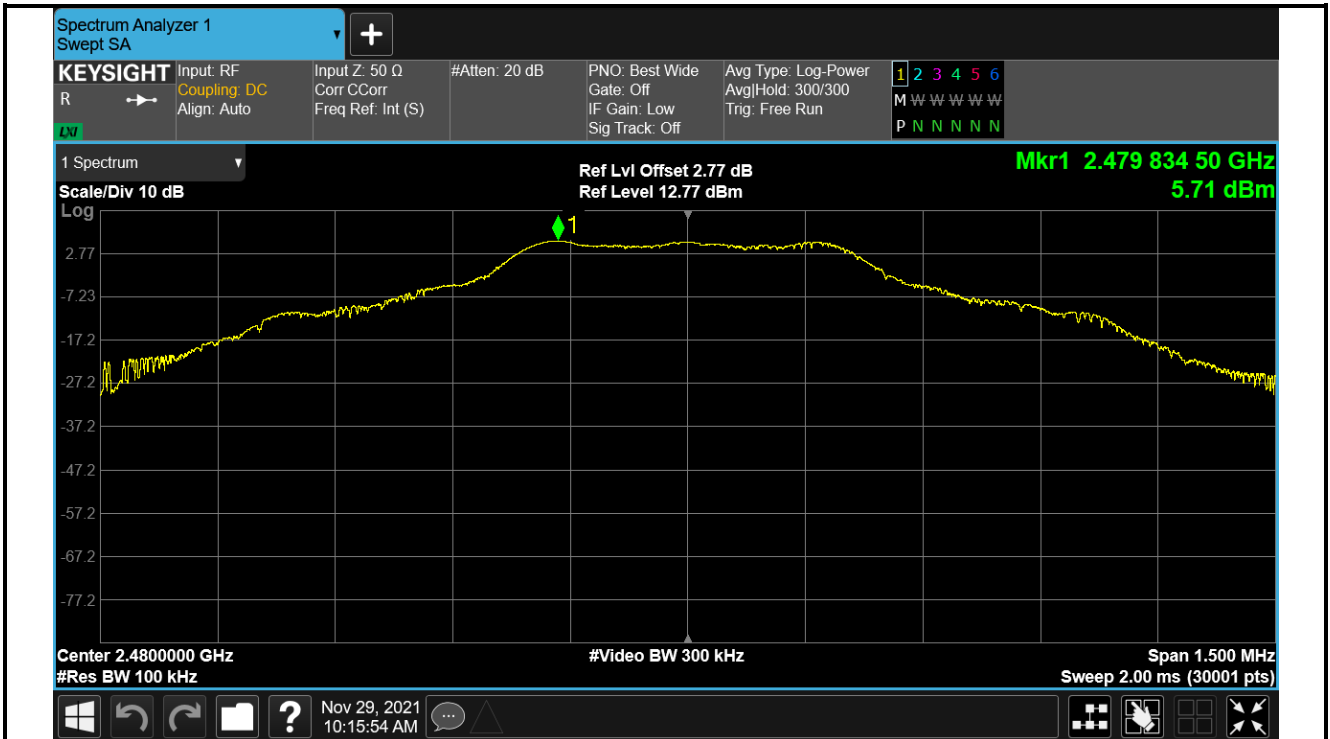 Spectrum Analyzer 1
Swept SA
+
KEYSIGHT
R
LXI
Input: RF
Coupling: DC
Align: Auto
Input Z: 50 Ω
Corr CCorr
Freq Ref: Int (S)
#Atten: 20 dB
PNO: Best Wide
Gate: Off
IF Gain: Low
Sig Track: Off
Avg Type: Log-Power
Avg|Hold: 300/300
Trig: Free Run
1 2 3 4 5 6
M W W W W W
P N N N N N
1 Spectrum
Scale/Div 10 dB
Ref Lvl Offset 2.77 dB
Ref Level 12.77 dBm
Mkr1 2.479 834 50 GHz
5.71 dBm
Log
1
2.77
-7.23
-17.2
-27.2
-37.2
-47.2
-57.2
-67.2
-77.2
Center 2.4800000 GHz
#Res BW 100 kHz
#Video BW 300 kHz
Span 1.500 MHz
Sweep 2.00 ms (30001 pts)
?
Nov 29, 2021
10:15:54 AM